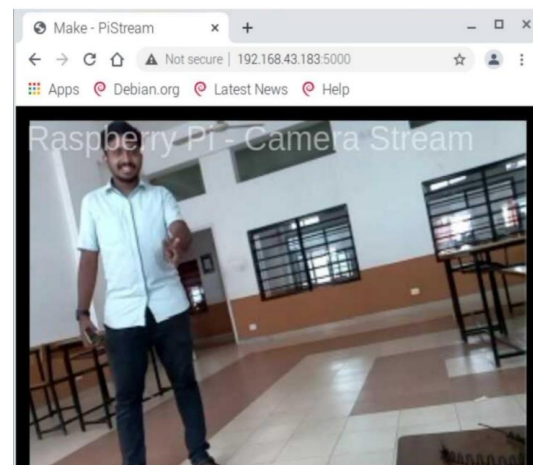 Make - PiStream
Not secure | 192.168.43.183:5000
Apps Debian.org Latest News Help
Raspberry Pi - Camera Stream